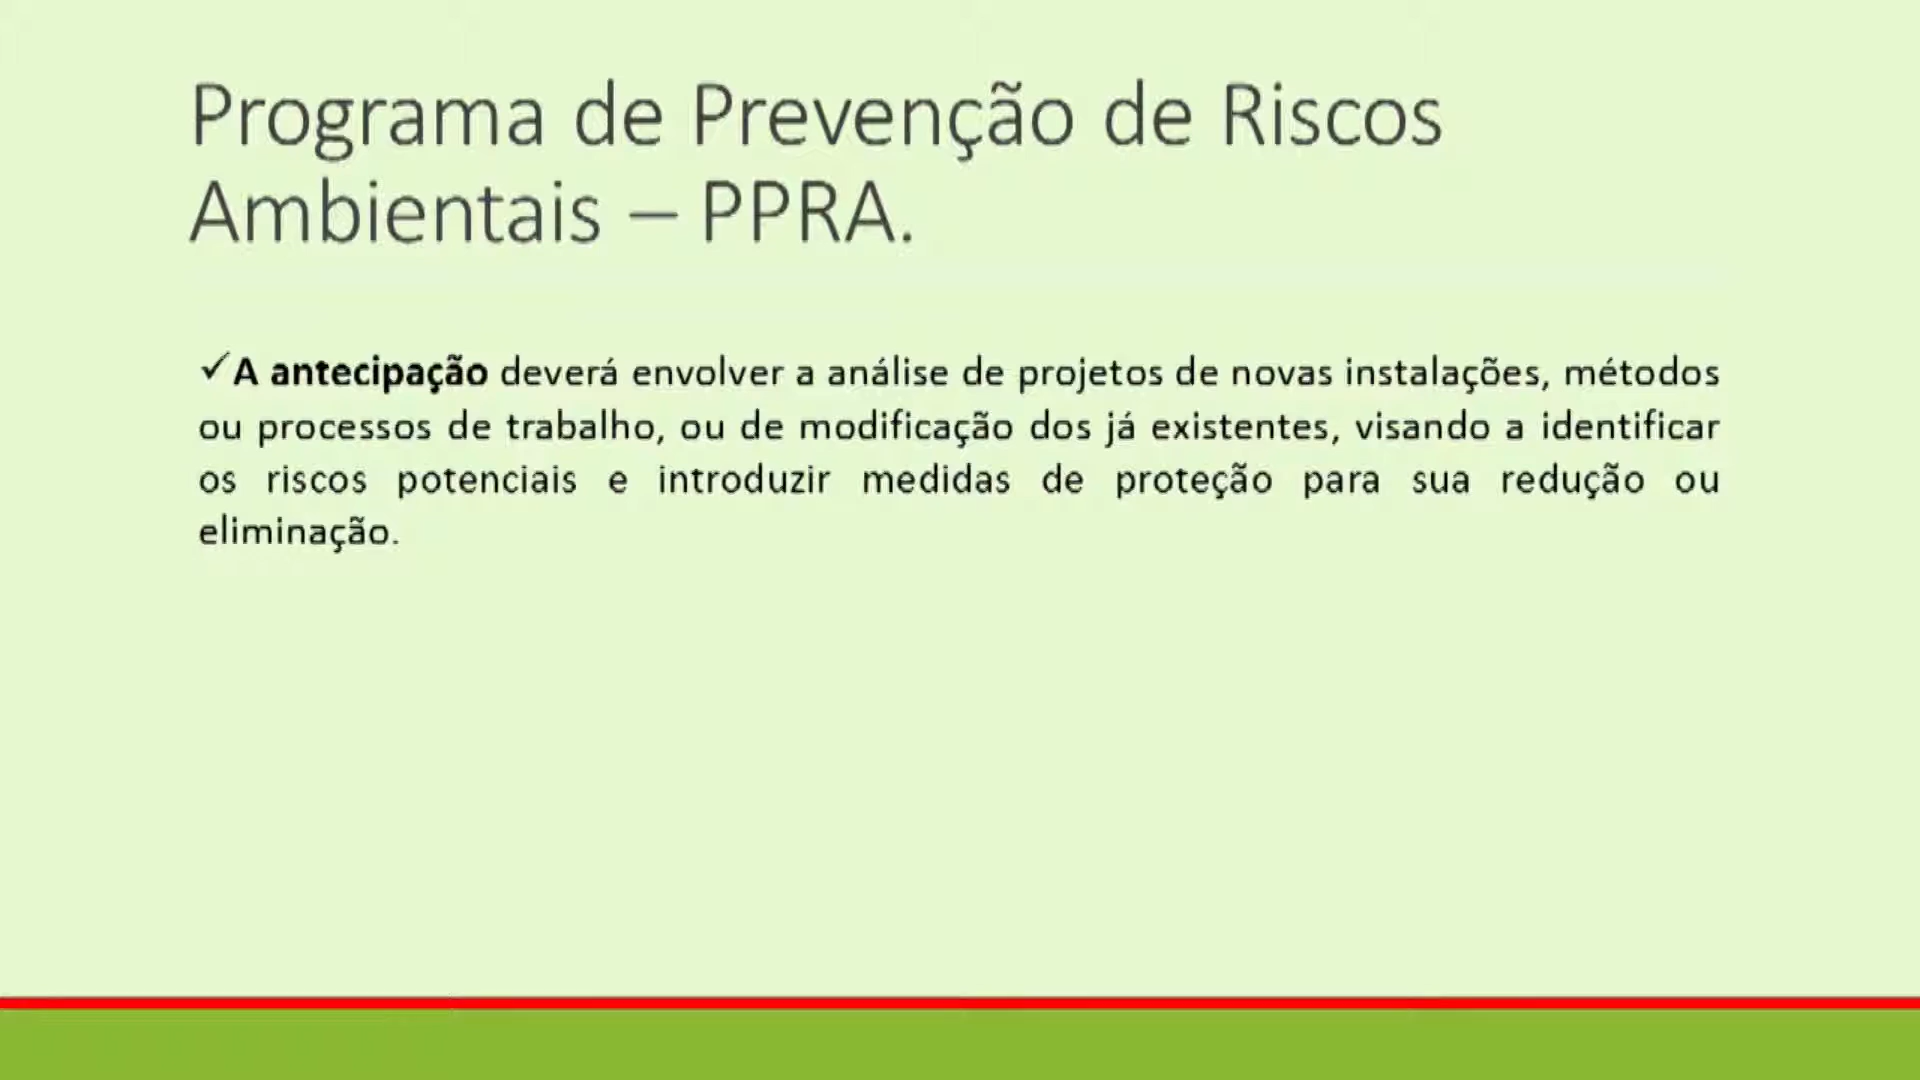 Programa de Prevenção de Riscos
Ambientais – PPRA.
✓A antecipação deverá envolver a análise de projetos de novas instalações, métodos
ou processos de trabalho, ou de modificação dos já existentes, visando a identificar
os riscos potenciais e introduzir medidas de proteção para sua redução ou
eliminação.